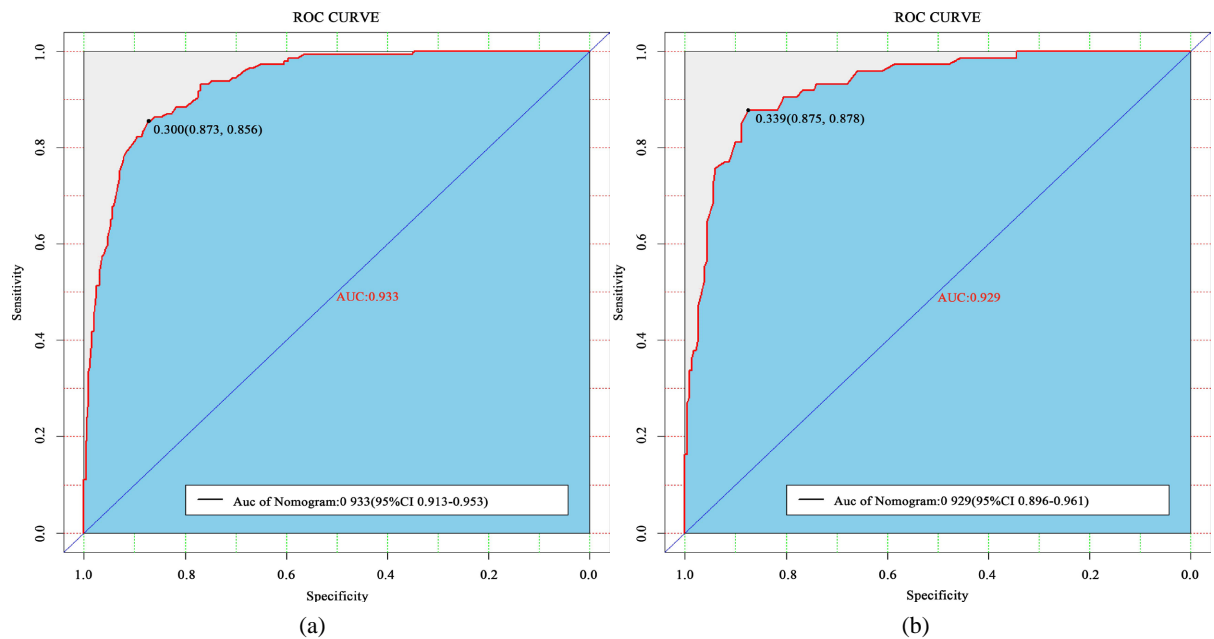 ROC CURVE
1.0
0.8
0.6
0.4
0.2
0.0
Sensitivity
0.300(0.873, 0.856)
AUC:0.933
Auc of Nomogram:0 933(95%CI 0.913-0.953)
1.0 0.8 0.6 0.4 0.2 0.0
Specificity
(a)
ROC CURVE
1.0
0.8
0.6
0.4
0.2
0.0
Sensitivity
0.339(0.875, 0.878)
AUC:0.929
Auc of Nomogram:0 929(95%CI 0.896-0.961)
1.0 0.8 0.6 0.4 0.2 0.0
Specificity
(b)